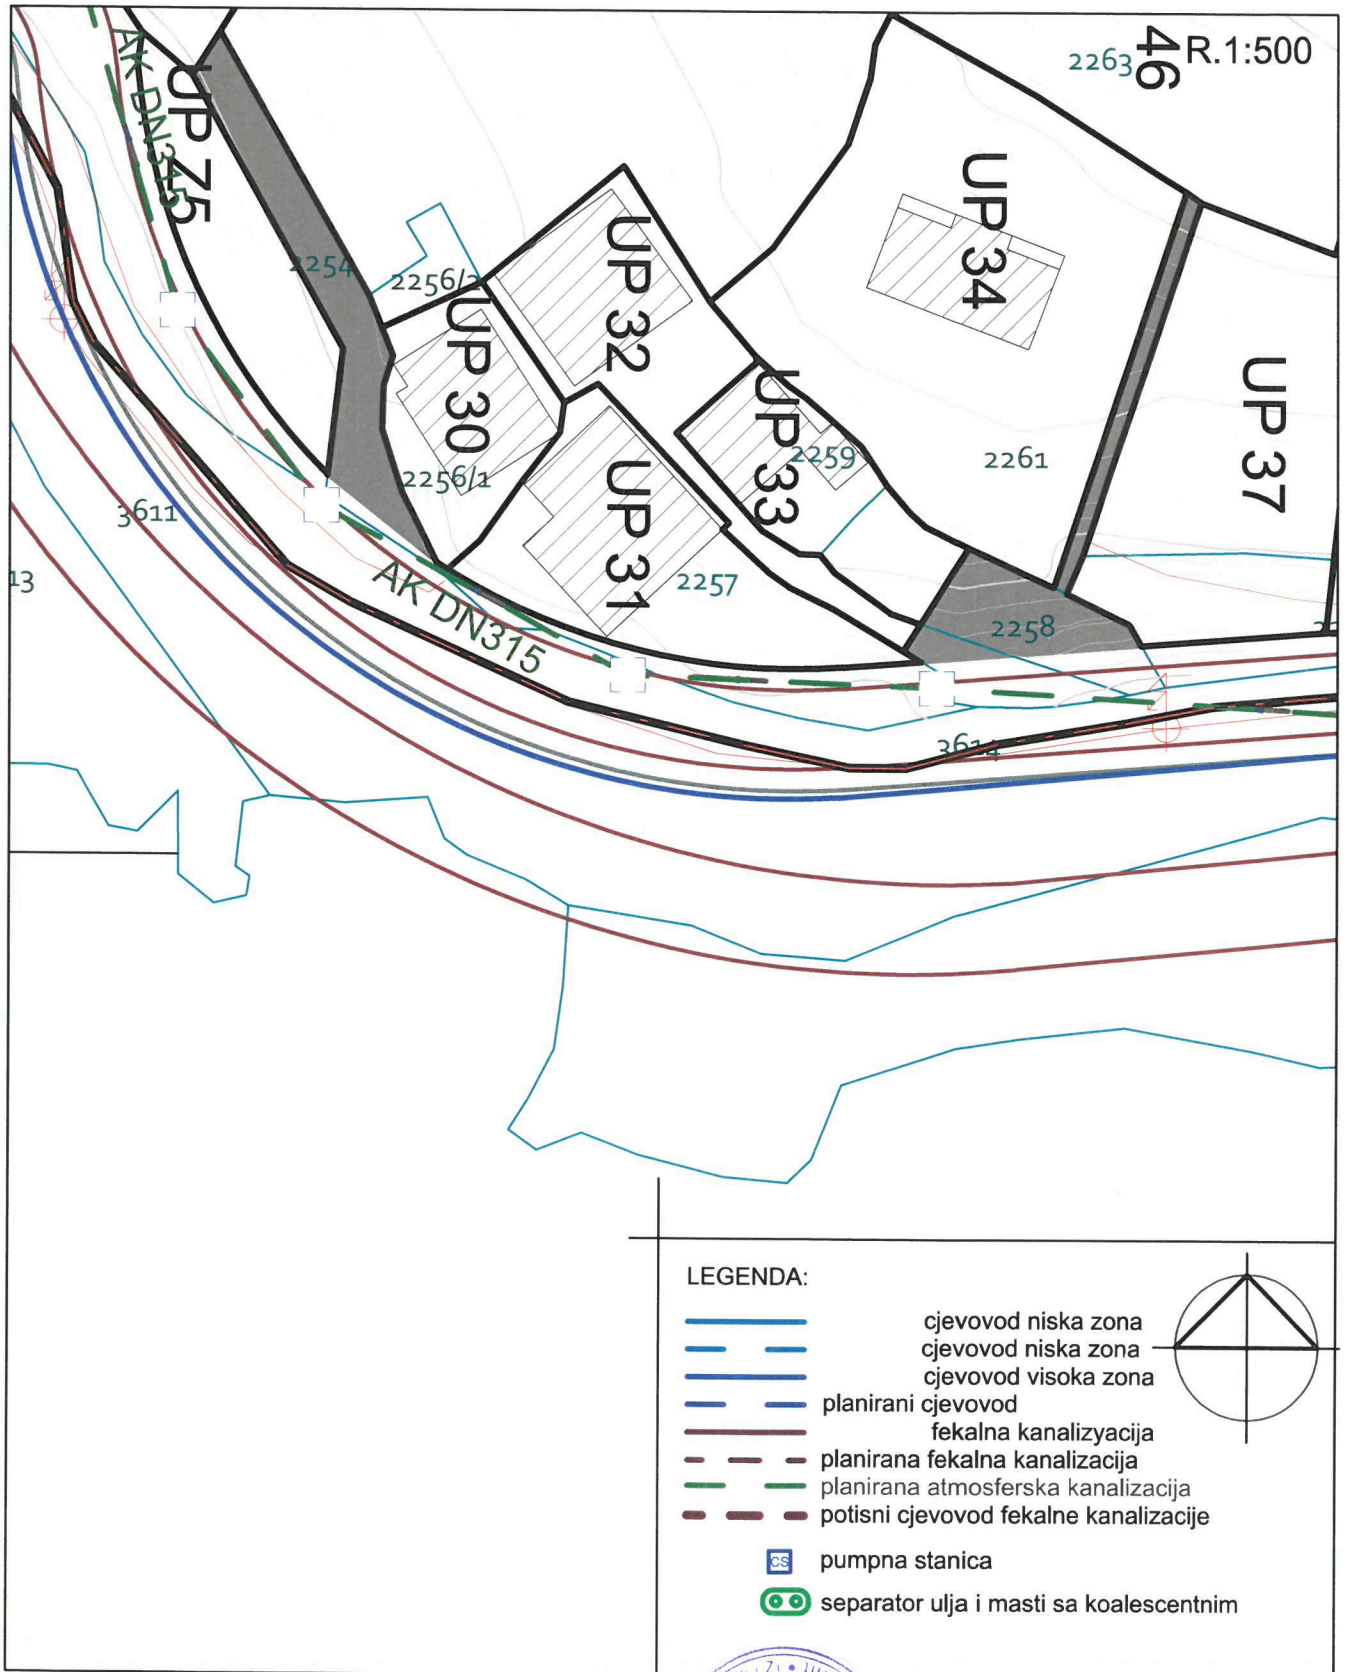 46
R.1:500
2263
AK DN315
UP 75
UP 34
UP 32
2254
2256/2
UP 30
UP 37
UP 33
2259
2261
2256/1
UP 31
3611
13
AK DN315
2257
2258
3614
LEGENDA:
cjevovod niska zona
cjevovod niska zona
cjevovod visoka zona
planirani cjevovod
fekalna kanalizyacija
planirana fekalna kanalizacija
planirana atmosferska kanalizacija
potisni cjevovod fekalne kanalizacije
CS pumpna stanica
separator ulja i masti sa koalescentnim